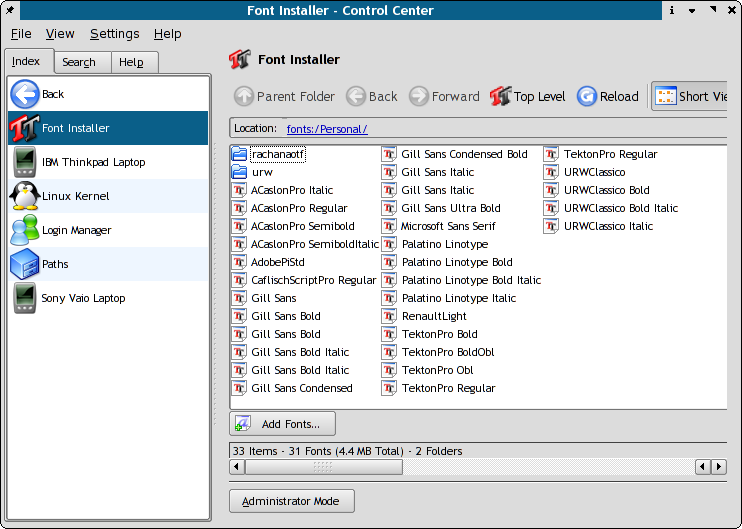 Font Installer - Control Center
File View Settings Help
Index Search Help
Back
Font Installer
IBM Thinkpad Laptop
Linux Kernel
Login Manager
Paths
Sony Vaio Laptop
Font Installer
Parent Folder Back Forward Top Level Reload Short Vie
Location: fonts:/Personal/
rachanaotf
urw
ACaslonPro Italic
ACaslonPro Regular
ACaslonPro Semibold
ACaslonPro SemiboldItalic
AdobePiStd
CaflischScriptPro Regular
Gill Sans
Gill Sans Bold
Gill Sans Bold
Gill Sans Bold Italic
Gill Sans Bold Italic
Gill Sans Condensed
Gill Sans Condensed Bold
Gill Sans Italic
Gill Sans Italic
Gill Sans Ultra Bold
Microsoft Sans Serif
Palatino Linotype
Palatino Linotype Bold
Palatino Linotype Bold Italic
Palatino Linotype Italic
RenaultLight
TektonPro Bold
TektonPro BoldObl
TektonPro Obl
TektonPro Regular
TektonPro Regular
URWClassico
URWClassico Bold
URWClassico Bold Italic
URWClassico Italic
Add Fonts...
33 Items - 31 Fonts (4.4 MB Total) - 2 Folders
Administrator Mode